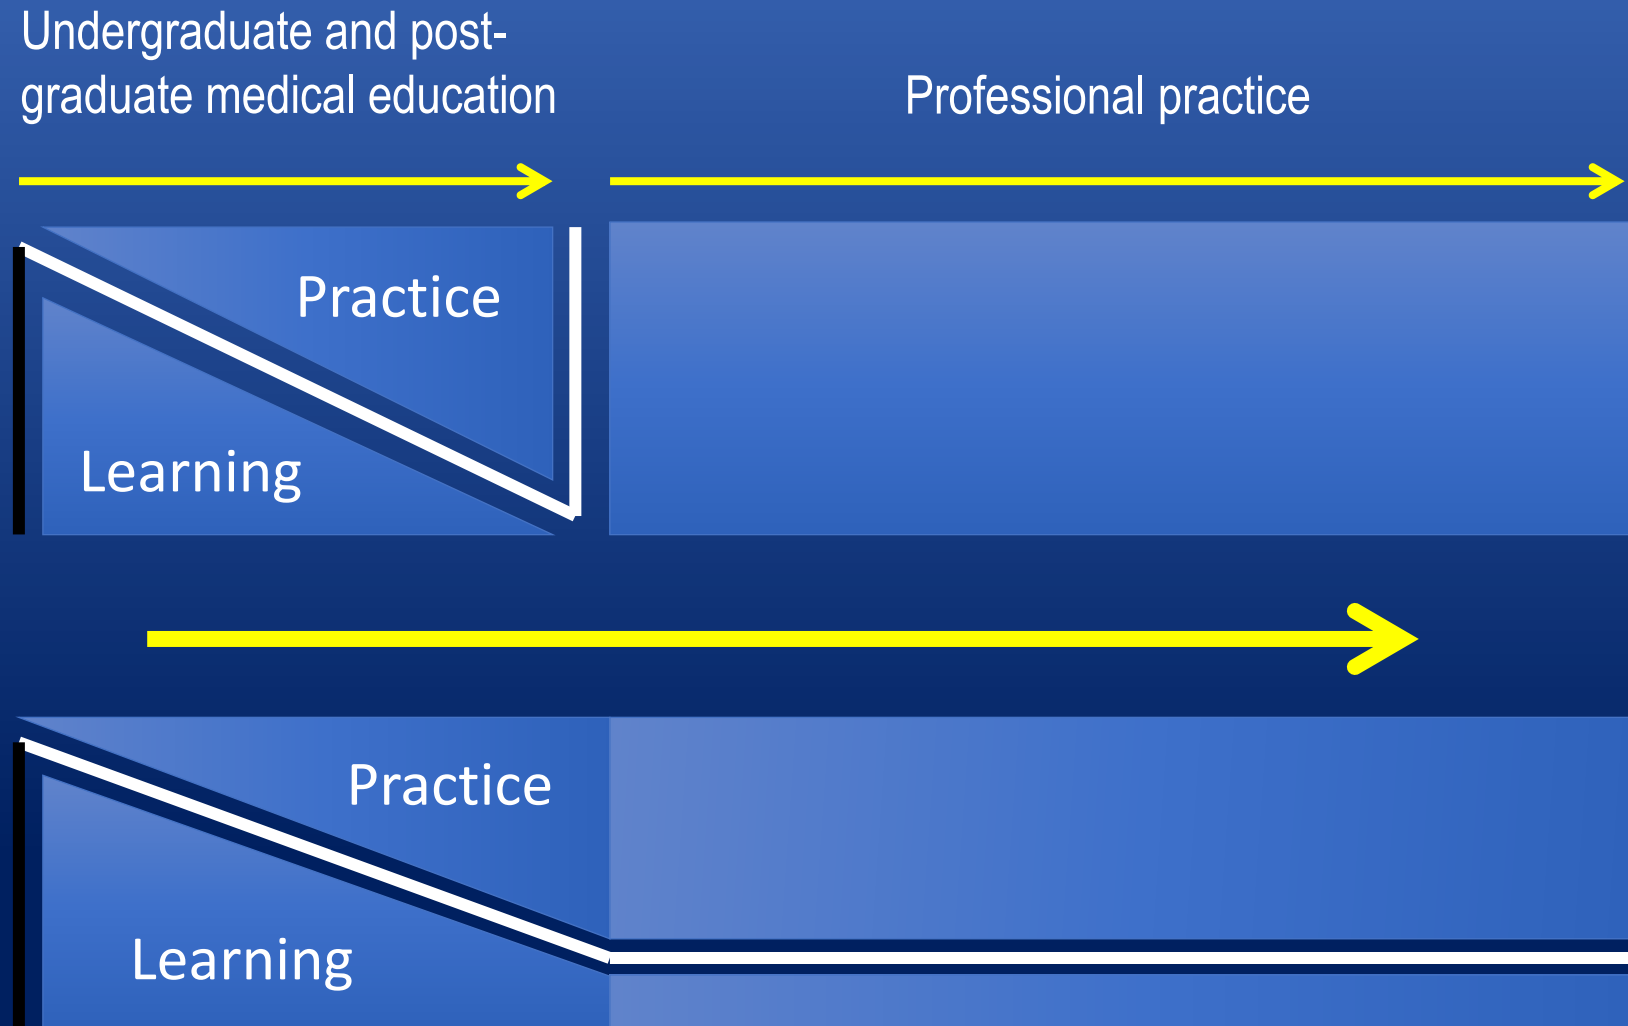 Undergraduate and post-
graduate medical education
Professional practice
Practice
Learning
Practice
Learning